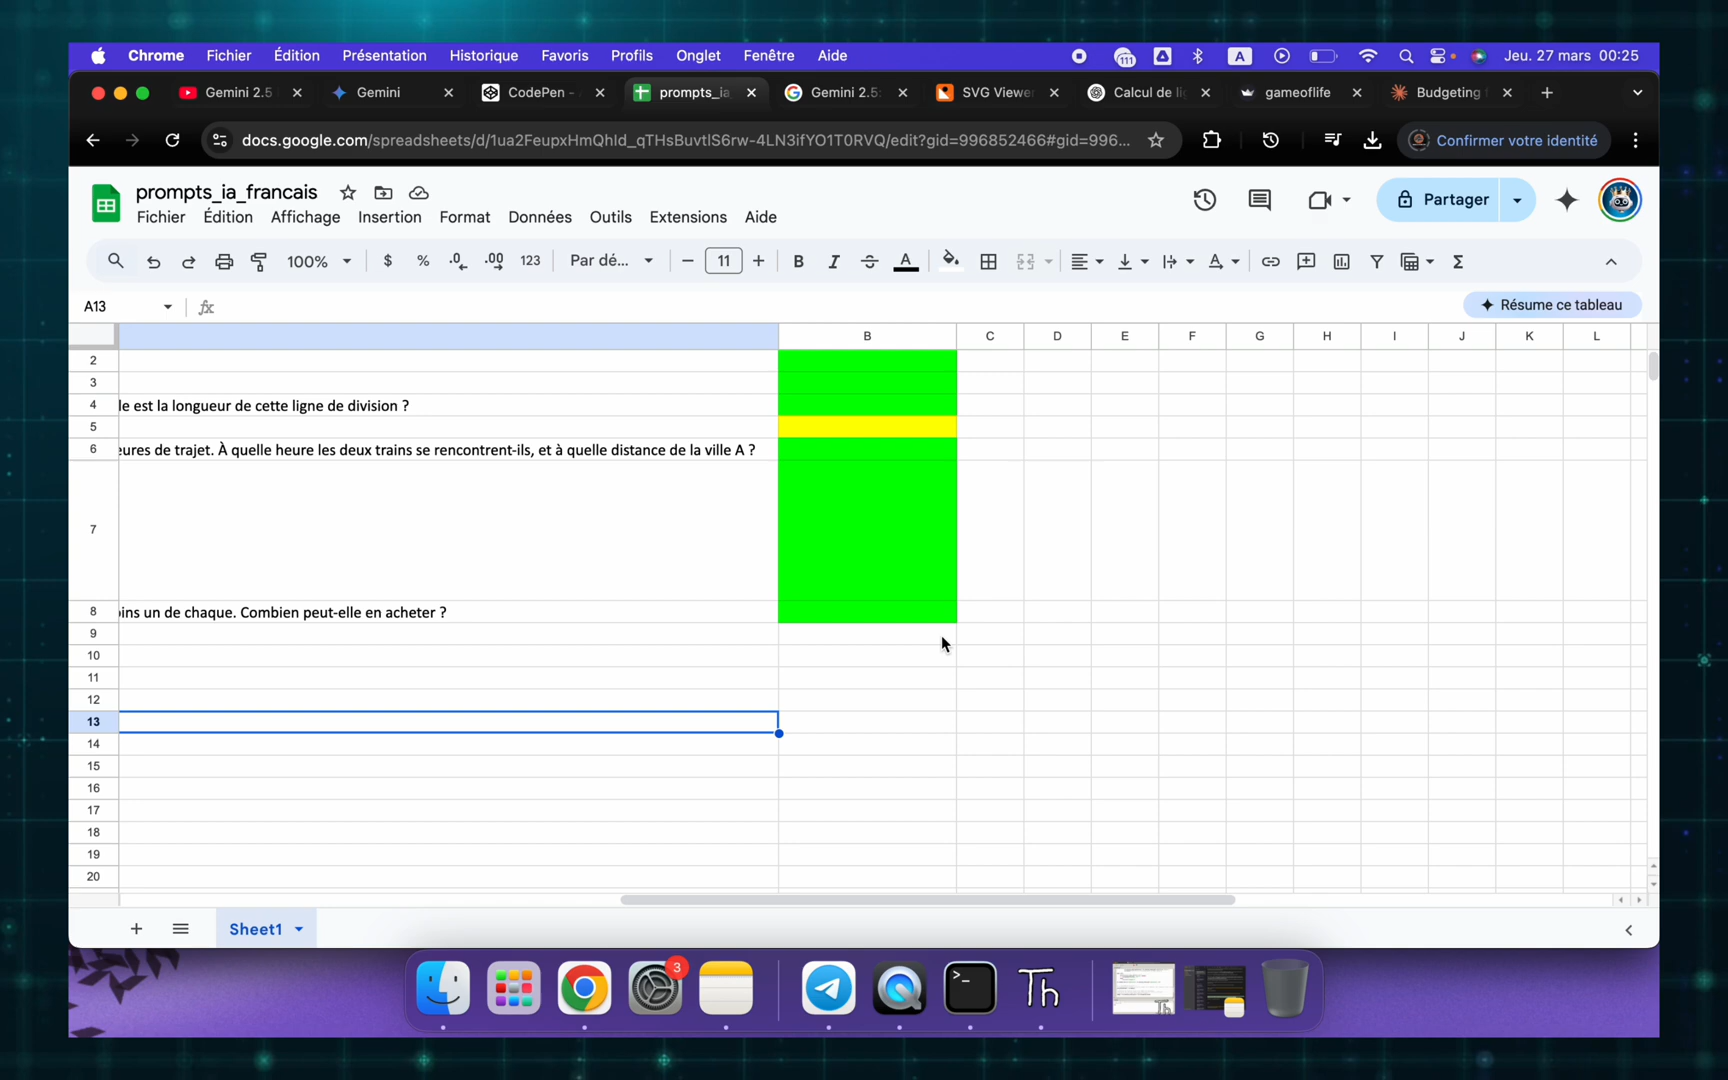 Chrome Fichier Édition Présentation Historique Favoris Profils Onglet Fenêtre Aide 111 A Jeu. 27 mars 00:25
Gemini 2.5 Gemini CodePen - prompts_ia Gemini 2.5: SVG Viewer Calcul de li gameoflife Budgeting
docs.google.com/spreadsheets/d/1ua2FeupxHmQhld_qTHsBuvtlS6rw-4LN3ifYO1T0RVQ/edit?gid=996852466#gid=996... Confirmer votre identité
prompts_ia_francais
Fichier Édition Affichage Insertion Format Données Outils Extensions Aide
Partager
100% $ % .0 .00 123 Par dé... 11 B I S A A Σ
A13 fx Résume ce tableau
B C D E F G H I J K L
2
3
4 le est la longueur de cette ligne de division ?
5
6 eures de trajet. À quelle heure les deux trains se rencontrent-ils, et à quelle distance de la ville A ?
7
8 oins un de chaque. Combien peut-elle en acheter ?
9
10
11
12
13
14
15
16
17
18
19
20
Sheet1
3
Th